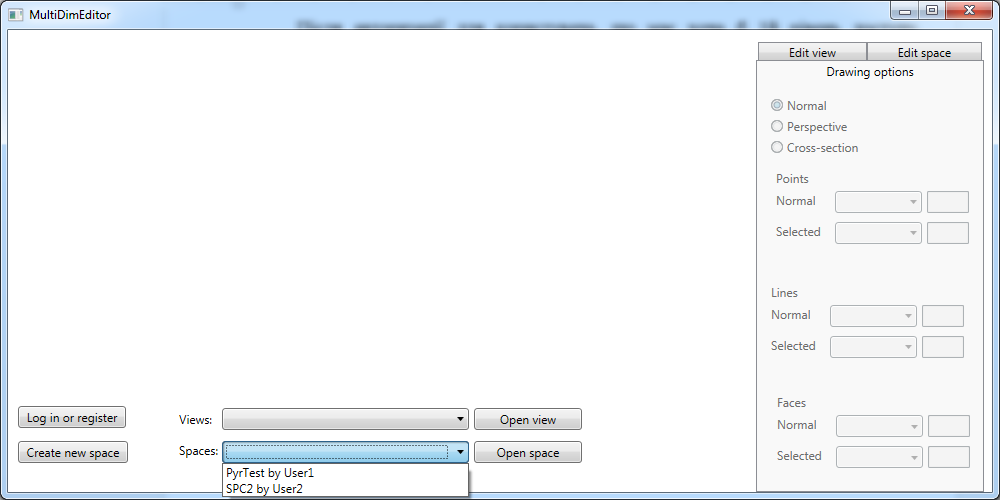 MultiDimEditor
Edit view
Edit space
Drawing options
Normal
Perspective
Cross-section
Points
Normal
Selected
Lines
Normal
Selected
Faces
Normal
Selected
Log in or register
Views:
Open view
Create new space
Spaces:
Open space
PyrTest by User1
SPC2 by User2